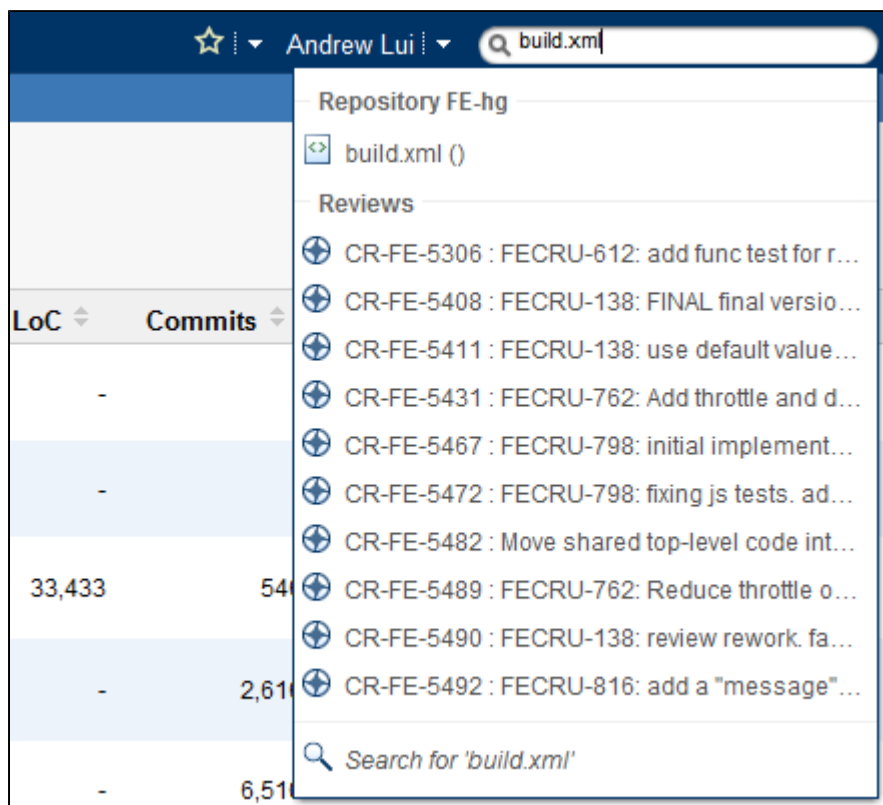 Andrew Lui
build.xml
Repository FE-hg
build.xml ()
Reviews
CR-FE-5306 : FECRU-612: add func test for r…
CR-FE-5408 : FECRU-138: FINAL final versio…
CR-FE-5411 : FECRU-138: use default value…
CR-FE-5431 : FECRU-762: Add throttle and d…
CR-FE-5467 : FECRU-798: initial implement…
CR-FE-5472 : FECRU-798: fixing js tests. ad…
CR-FE-5482 : Move shared top-level code int…
CR-FE-5489 : FECRU-762: Reduce throttle o…
CR-FE-5490 : FECRU-138: review rework. fa…
CR-FE-5492 : FECRU-816: add a "message"…
Search for 'build.xml'
LoC Commits
-
-
33,433
-
-